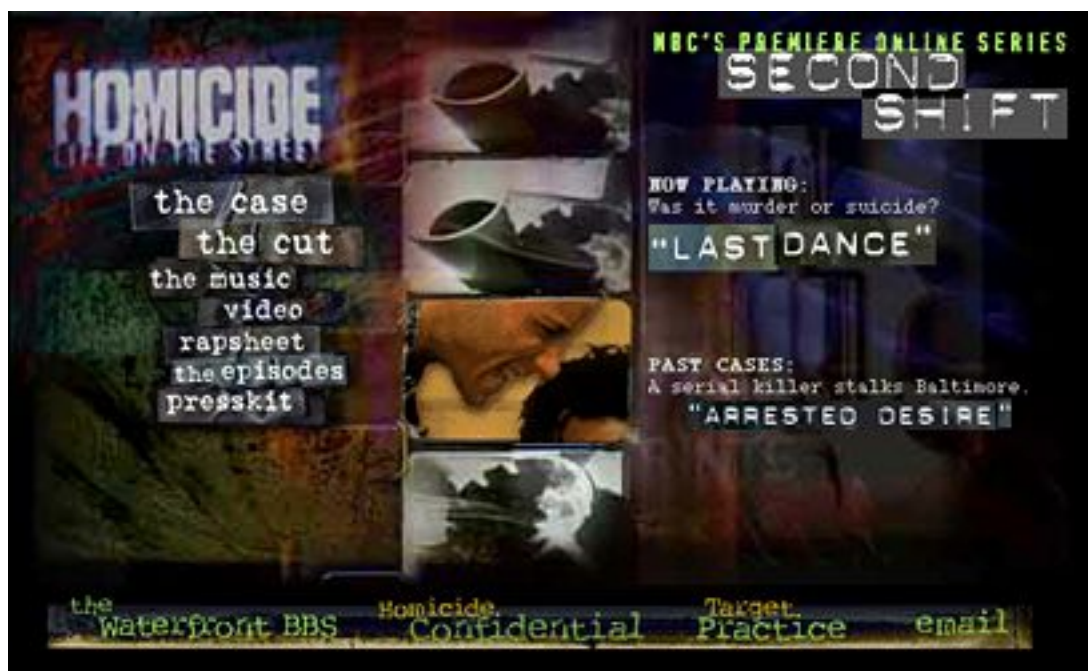 HOMICIDE
LIFE ON THE STREET
the case
the cut
the music
video
rapsheet
the episodes
presskit
NBC'S PREMIERE ONLINE SERIES
SECOND
SHIFT
NOW PLAYING:
Was it murder or suicide?
"LAST DANCE"
PAST CASES:
A serial killer stalks Baltimore.
"ARRESTED DESIRE"
the Waterfront BBS
Homicide Confidential
Target Practice
email